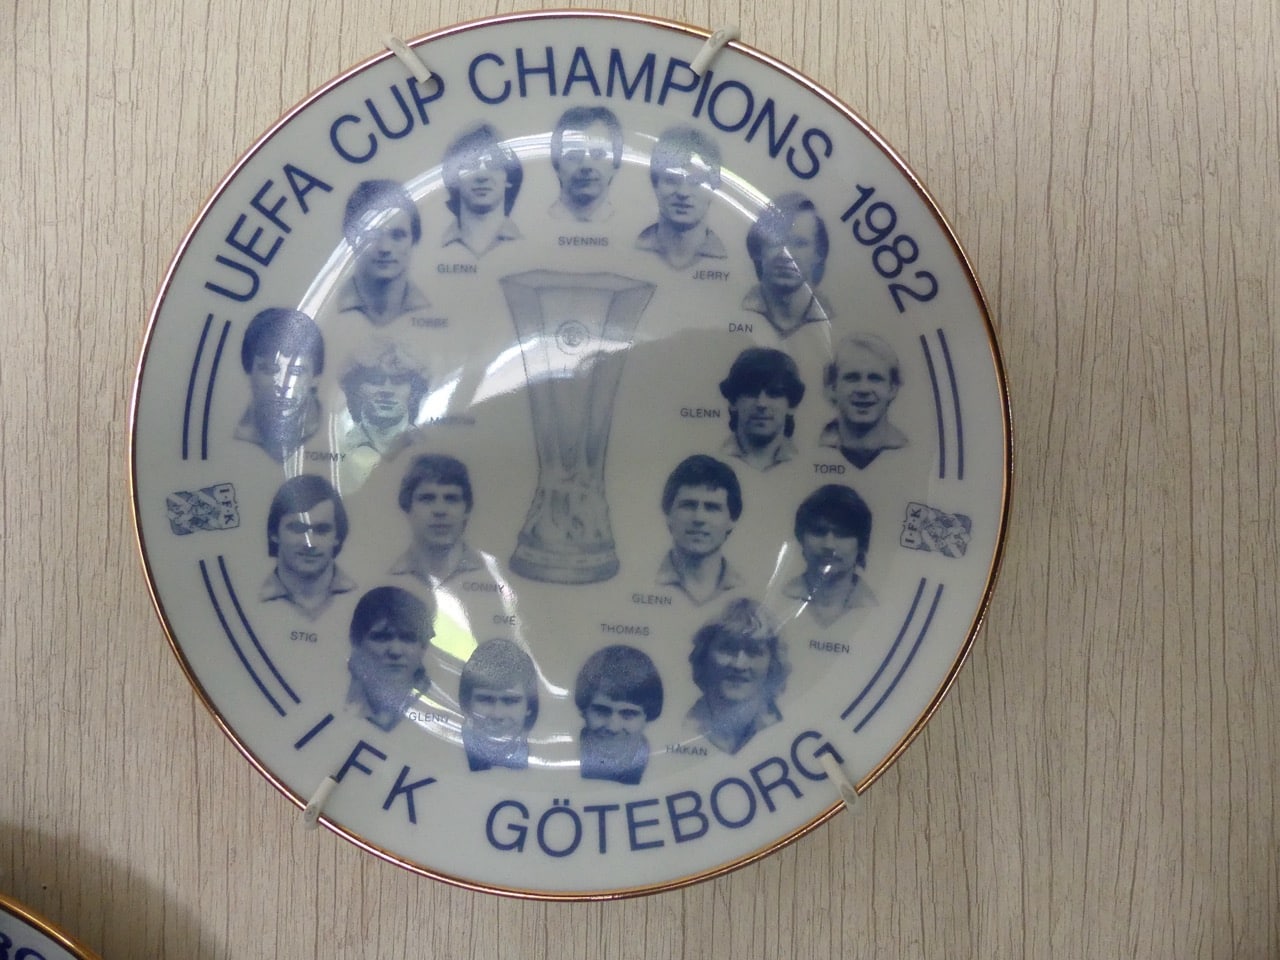 UEFA CUP CHAMPIONS 1982
SVENNIS
GLENN
JERRY
TOBBE
DAN
GLENN
TOMMY
TORD
CONNY
GLENN
OVE
THOMAS
STIG
RUBEN
GLENN
HÅKAN
I·F·K
I·F·K
IFK GÖTEBORG